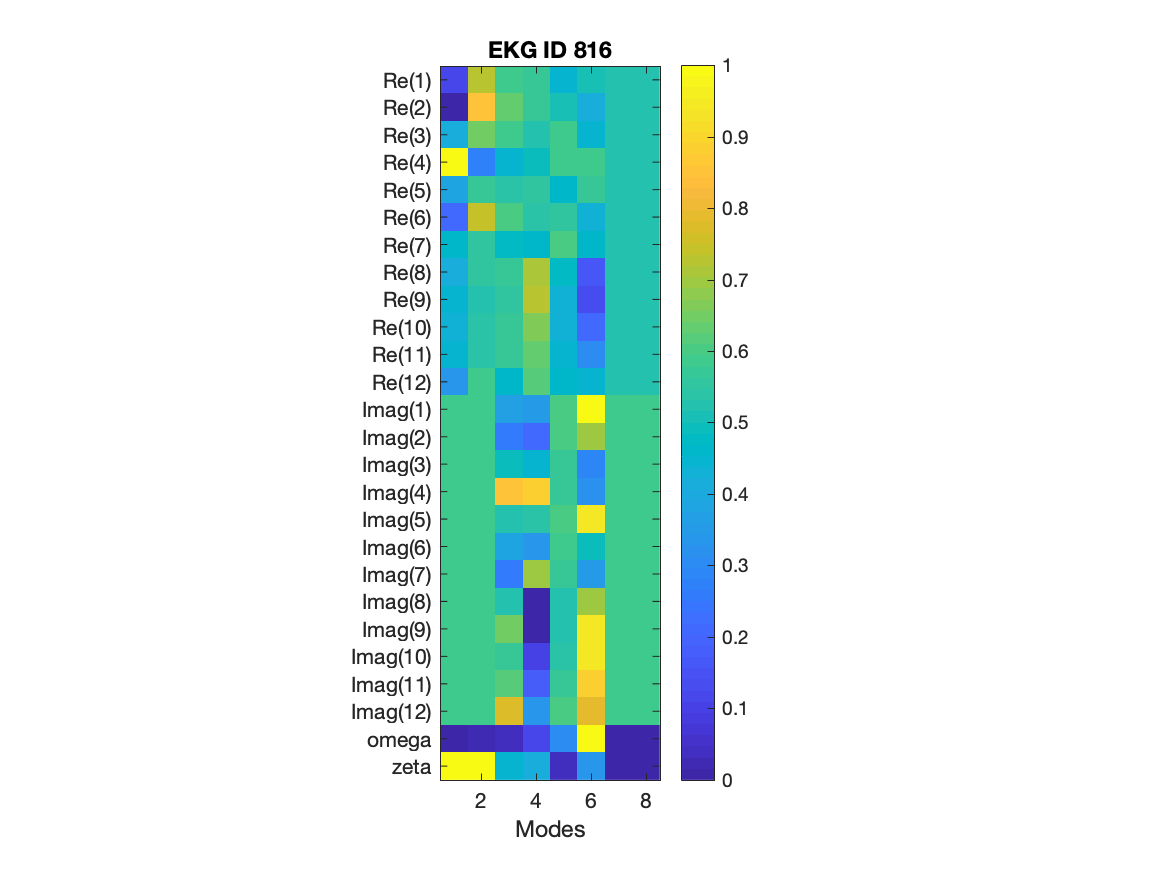 EKG ID 816
Re(1)
Re(2)
Re(3)
Re(4)
Re(5)
Re(6)
Re(7)
Re(8)
Re(9)
Re(10)
Re(11)
Re(12)
Imag(1)
Imag(2)
Imag(3)
Imag(4)
Imag(5)
Imag(6)
Imag(7)
Imag(8)
Imag(9)
Imag(10)
Imag(11)
Imag(12)
omega
zeta
2 4 6 8
Modes
1
0.9
0.8
0.7
0.6
0.5
0.4
0.3
0.2
0.1
0